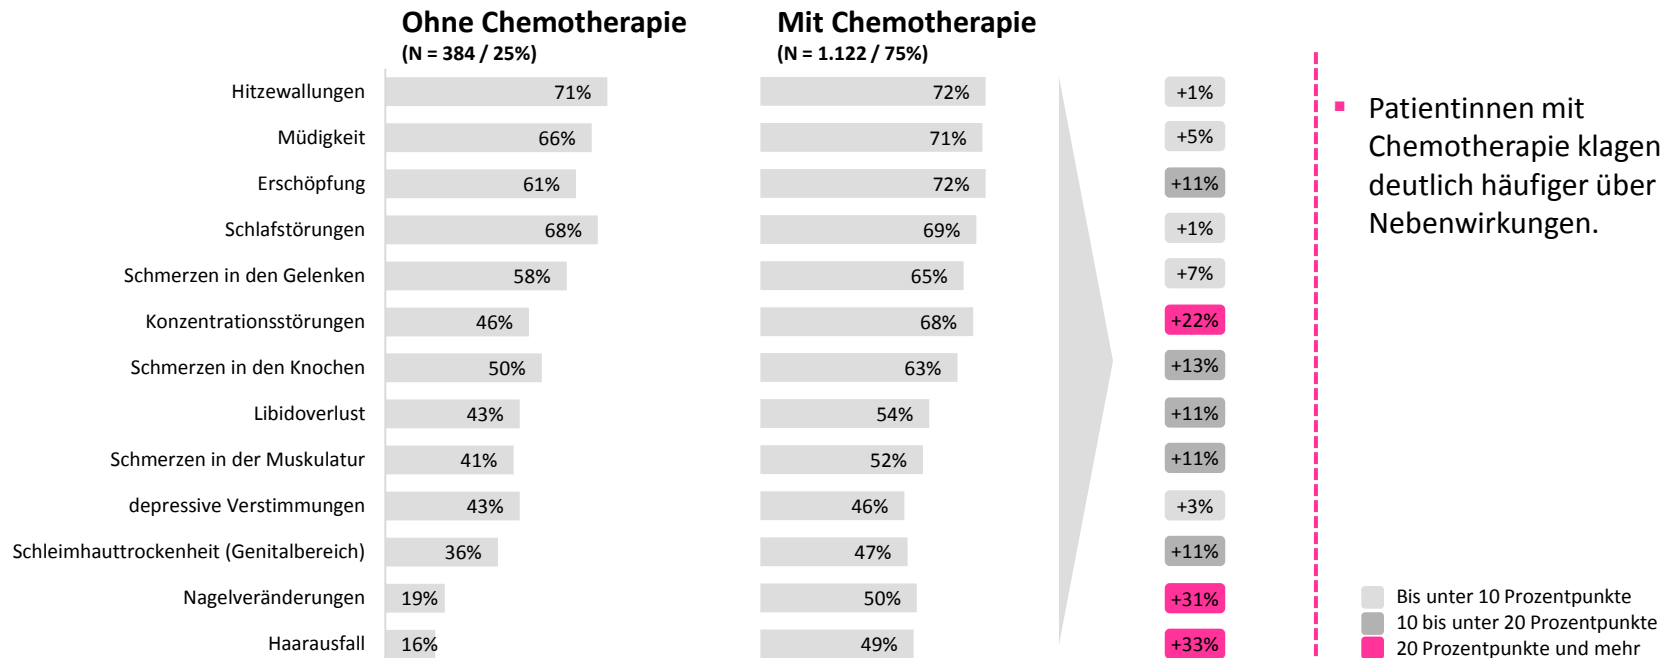 Ohne Chemotherapie
(N = 384 / 25%)
Mit Chemotherapie
(N = 1.122 / 75%)
Hitzewallungen 71% 72% +1%
Müdigkeit 66% 71% +5%
Erschöpfung 61% 72% +11%
Schlafstörungen 68% 69% +1%
Schmerzen in den Gelenken 58% 65% +7%
Konzentrationsstörungen 46% 68% +22%
Schmerzen in den Knochen 50% 63% +13%
Libidoverlust 43% 54% +11%
Schmerzen in der Muskulatur 41% 52% +11%
depressive Verstimmungen 43% 46% +3%
Schleimhauttrockenheit (Genitalbereich) 36% 47% +11%
Nagelveränderungen 19% 50% +31%
Haarausfall 16% 49% +33%
▪ Patientinnen mit
Chemotherapie klagen
deutlich häufiger über
Nebenwirkungen.
Bis unter 10 Prozentpunkte
10 bis unter 20 Prozentpunkte
20 Prozentpunkte und mehr